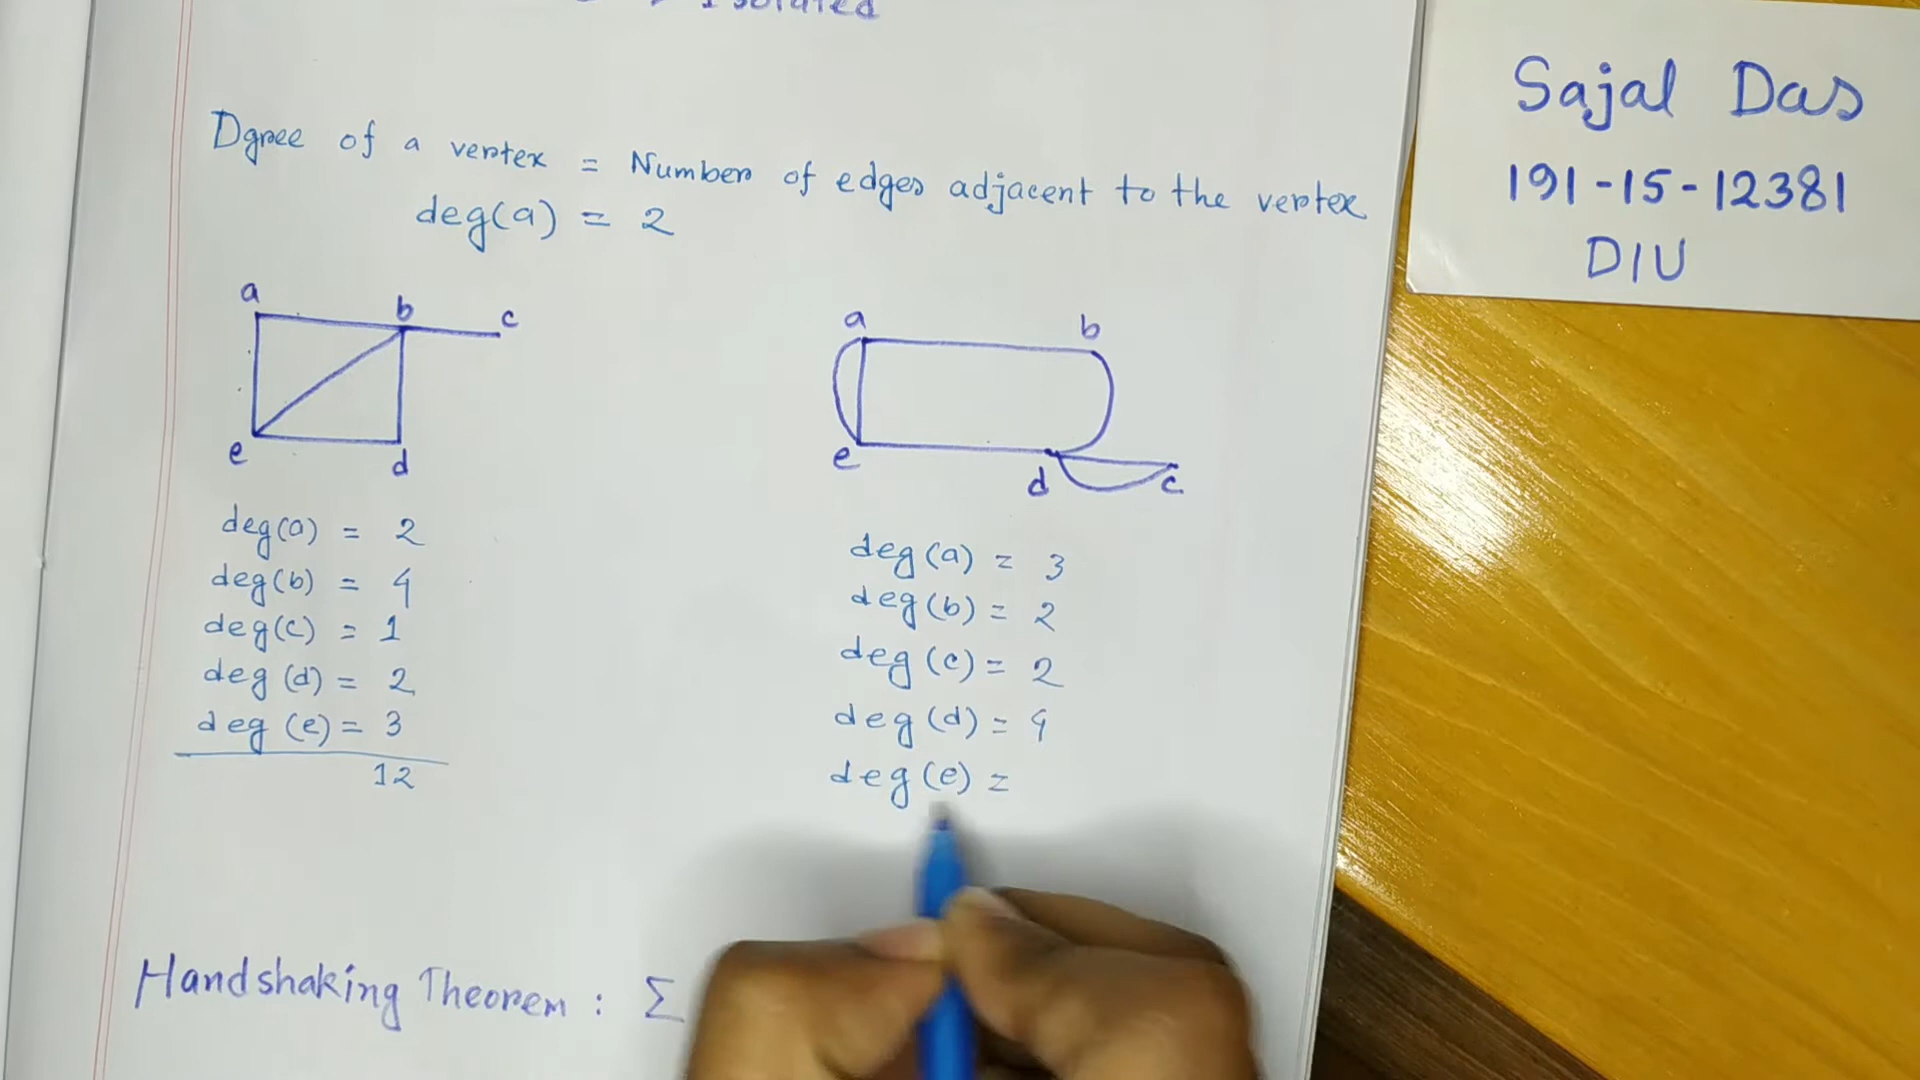 Isolated
Dgree of a vertex = Number of edges adjacent to the vertex
deg(a) = 2
a b c
e d
deg(a) = 2
deg(b) = 4
deg(c) = 1
deg(d) = 2
deg(e) = 3
12
a b
e d c
deg(a) = 3
deg(b) = 2
deg(c) = 2
deg(d) = 4
deg(e) =
Handshaking Theorem : Σ
Sajal Das
191-15-12381
DIU